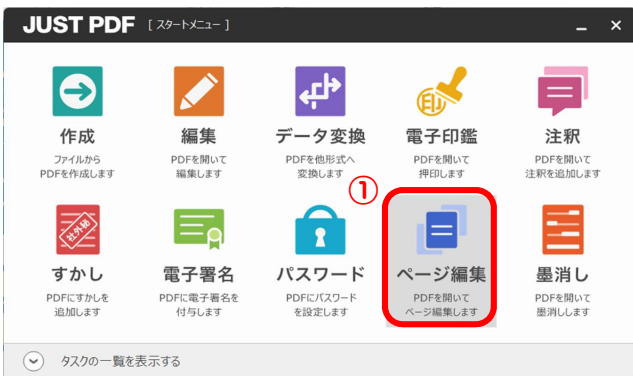 JUST PDF [ スタートメニュー ]
作成
ファイルから
PDFを作成します
編集
PDFを開いて
編集します
データ変換
PDFを他形式へ
変換します
印
電子印鑑
PDFを開いて
押印します
注釈
PDFを開いて
注釈を追加します
①
社外秘
すかし
PDFにすかしを
追加します
電子署名
PDFに電子署名を
付与します
パスワード
PDFにパスワード
を設定します
ページ編集
PDFを開いて
ページ編集します
墨消し
PDFを開いて
墨消しします
タスクの一覧を表示する